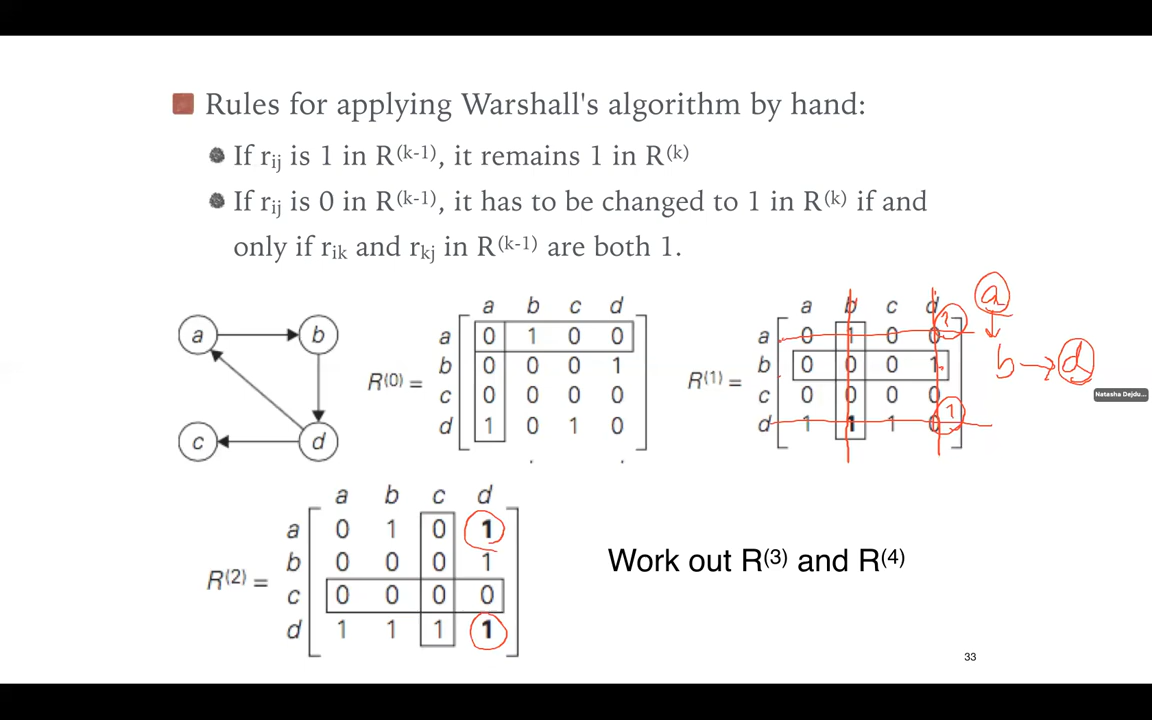 Rules for applying Warshall's algorithm by hand:
If rij is 1 in R(k-1), it remains 1 in R(k)
If rij is 0 in R(k-1), it has to be changed to 1 in R(k) if and
only if rik and rkj in R(k-1) are both 1.
a b
c d
a b c d
a 0 1 0 0
b 0 0 0 1
R(0) =
c 0 0 0 0
d 1 0 1 0
a b c d
a 0 1 0 0 1
b 0 0 0 1
R(1) =
c 0 0 0 0
d 1 1 1 0 1
a
b → d
Natasha Dejdu...
a b c d
a 0 1 0 1
b 0 0 0 1
R(2) =
c 0 0 0 0
d 1 1 1 1
Work out R(3) and R(4)
33